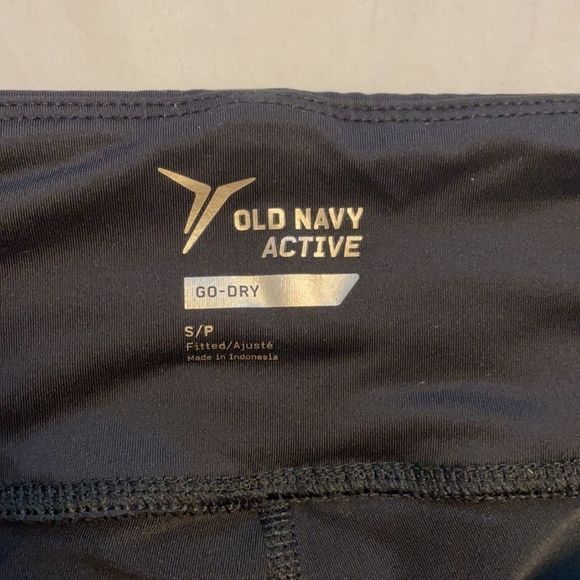 OLD NAVY
ACTIVE
GO-DRY
S/P
Fitted/Ajusté
Made in Indonesia